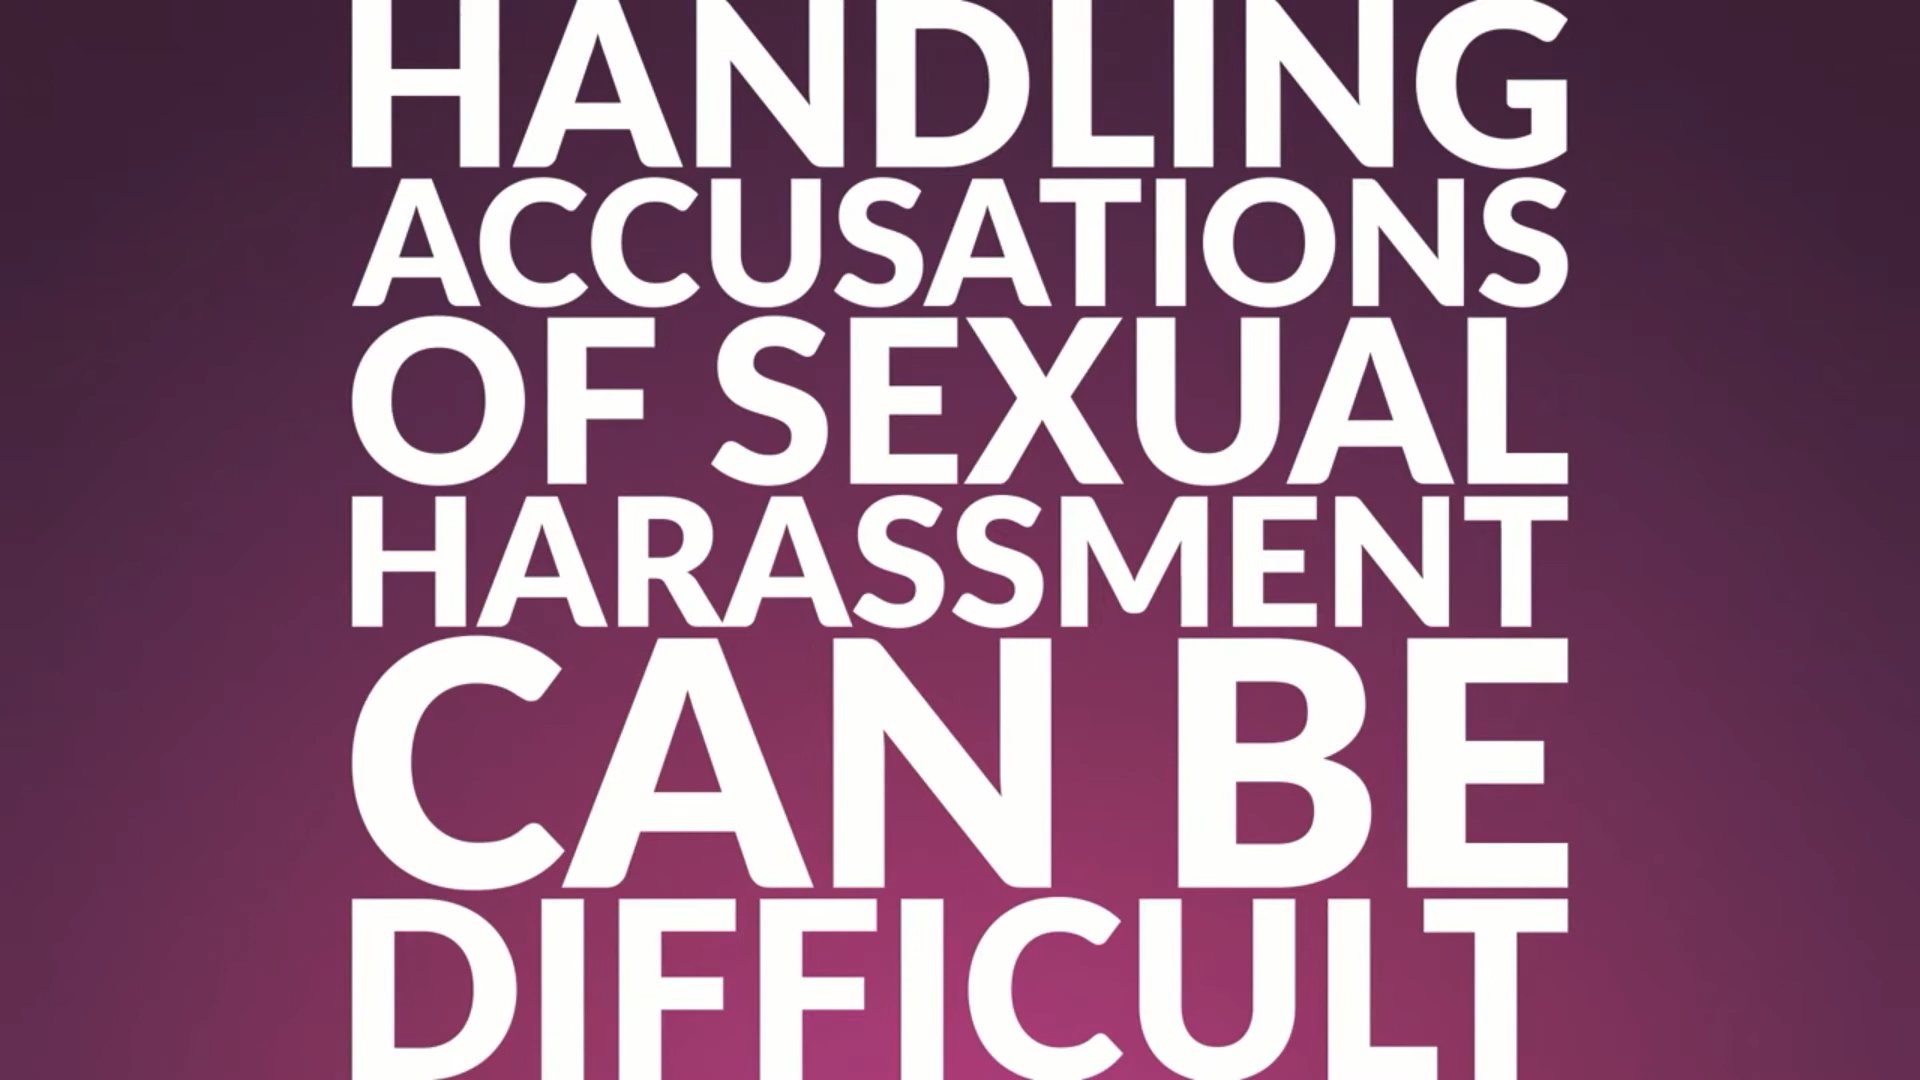 HANDLING
ACCUSATIONS
OF SEXUAL
HARASSMENT
CAN BE
DIFFICULT